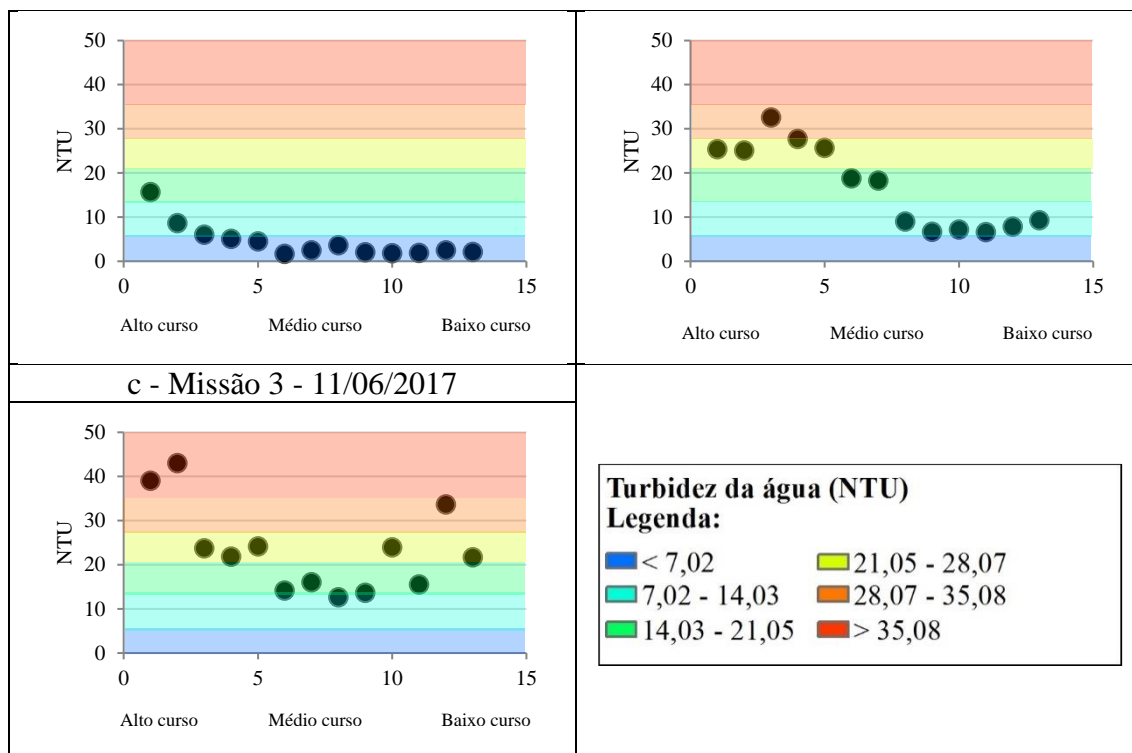 50
40
30
20
10
0
NTU
0
5
10
15
Alto curso
Médio curso
Baixo curso
50
40
30
20
10
0
NTU
0
5
10
15
Alto curso
Médio curso
Baixo curso
c - Missão 3 - 11/06/2017
50
40
30
20
10
0
NTU
0
5
10
15
Alto curso
Médio curso
Baixo curso
Turbidez da água (NTU)
Legenda:
< 7,02
7,02 - 14,03
14,03 - 21,05
21,05 - 28,07
28,07 - 35,08
> 35,08